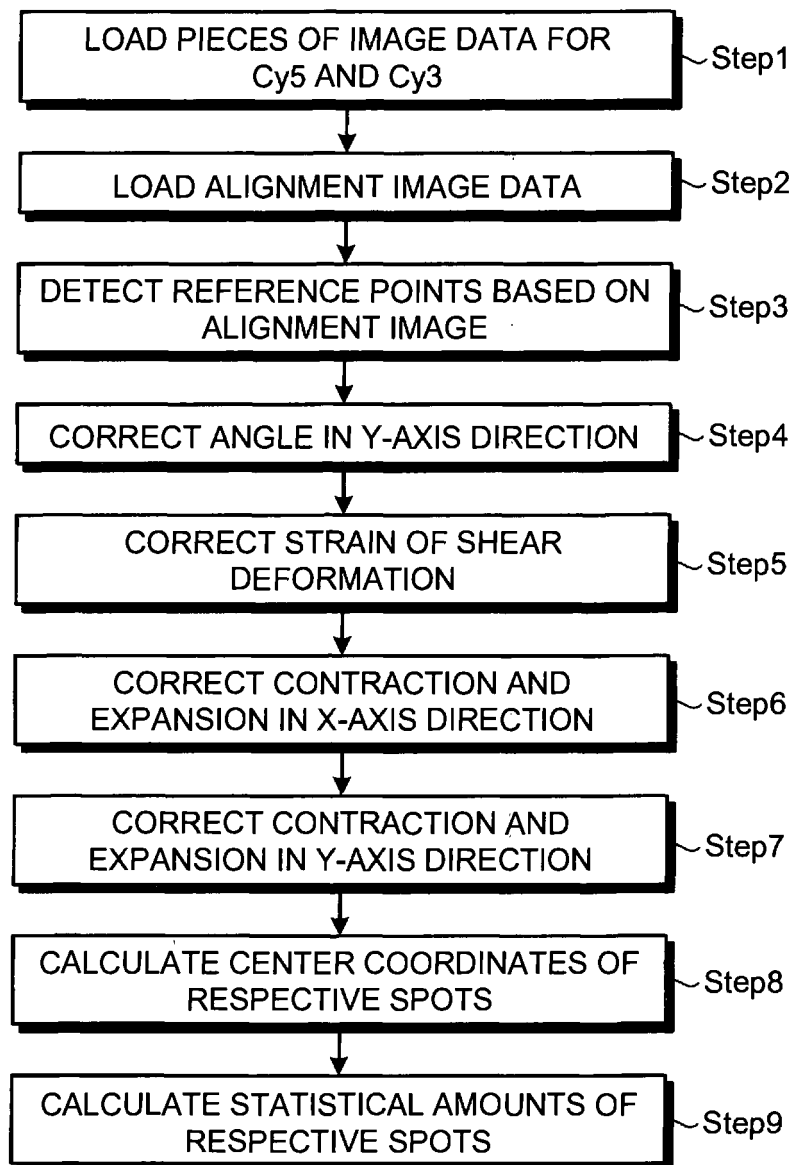 LOAD PIECES OF IMAGE DATA FOR
Cy5 AND Cy3
Step1
LOAD ALIGNMENT IMAGE DATA
Step2
DETECT REFERENCE POINTS BASED ON
ALIGNMENT IMAGE
Step3
CORRECT ANGLE IN Y-AXIS DIRECTION
Step4
CORRECT STRAIN OF SHEAR
DEFORMATION
Step5
CORRECT CONTRACTION AND
EXPANSION IN X-AXIS DIRECTION
Step6
CORRECT CONTRACTION AND
EXPANSION IN Y-AXIS DIRECTION
Step7
CALCULATE CENTER COORDINATES OF
RESPECTIVE SPOTS
Step8
CALCULATE STATISTICAL AMOUNTS OF
RESPECTIVE SPOTS
Step9